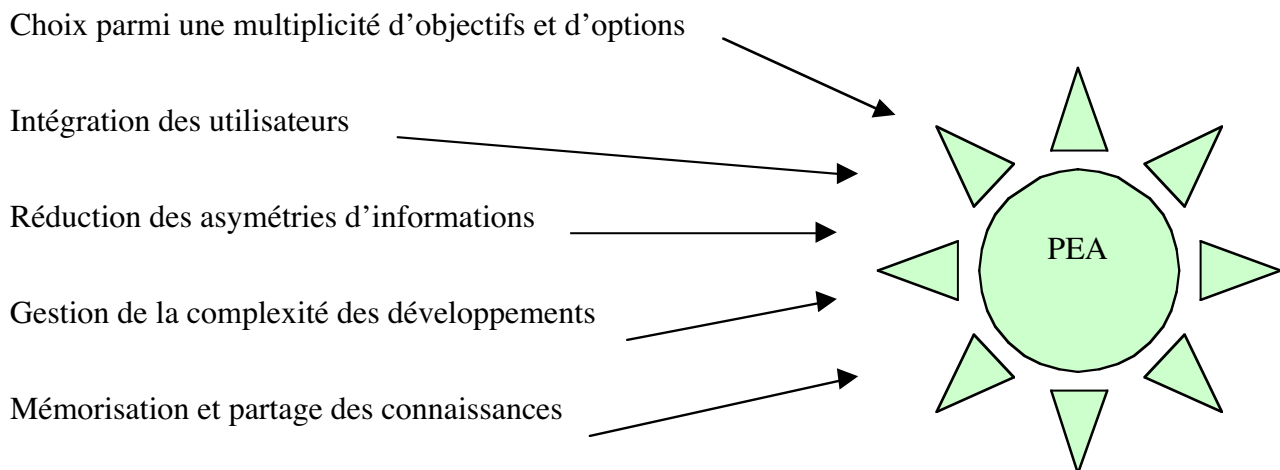 Choix parmi une multiplicité d’objectifs et d’options
Intégration des utilisateurs
Réduction des asymétries d’informations
PEA
Gestion de la complexité des développements
Mémorisation et partage des connaissances